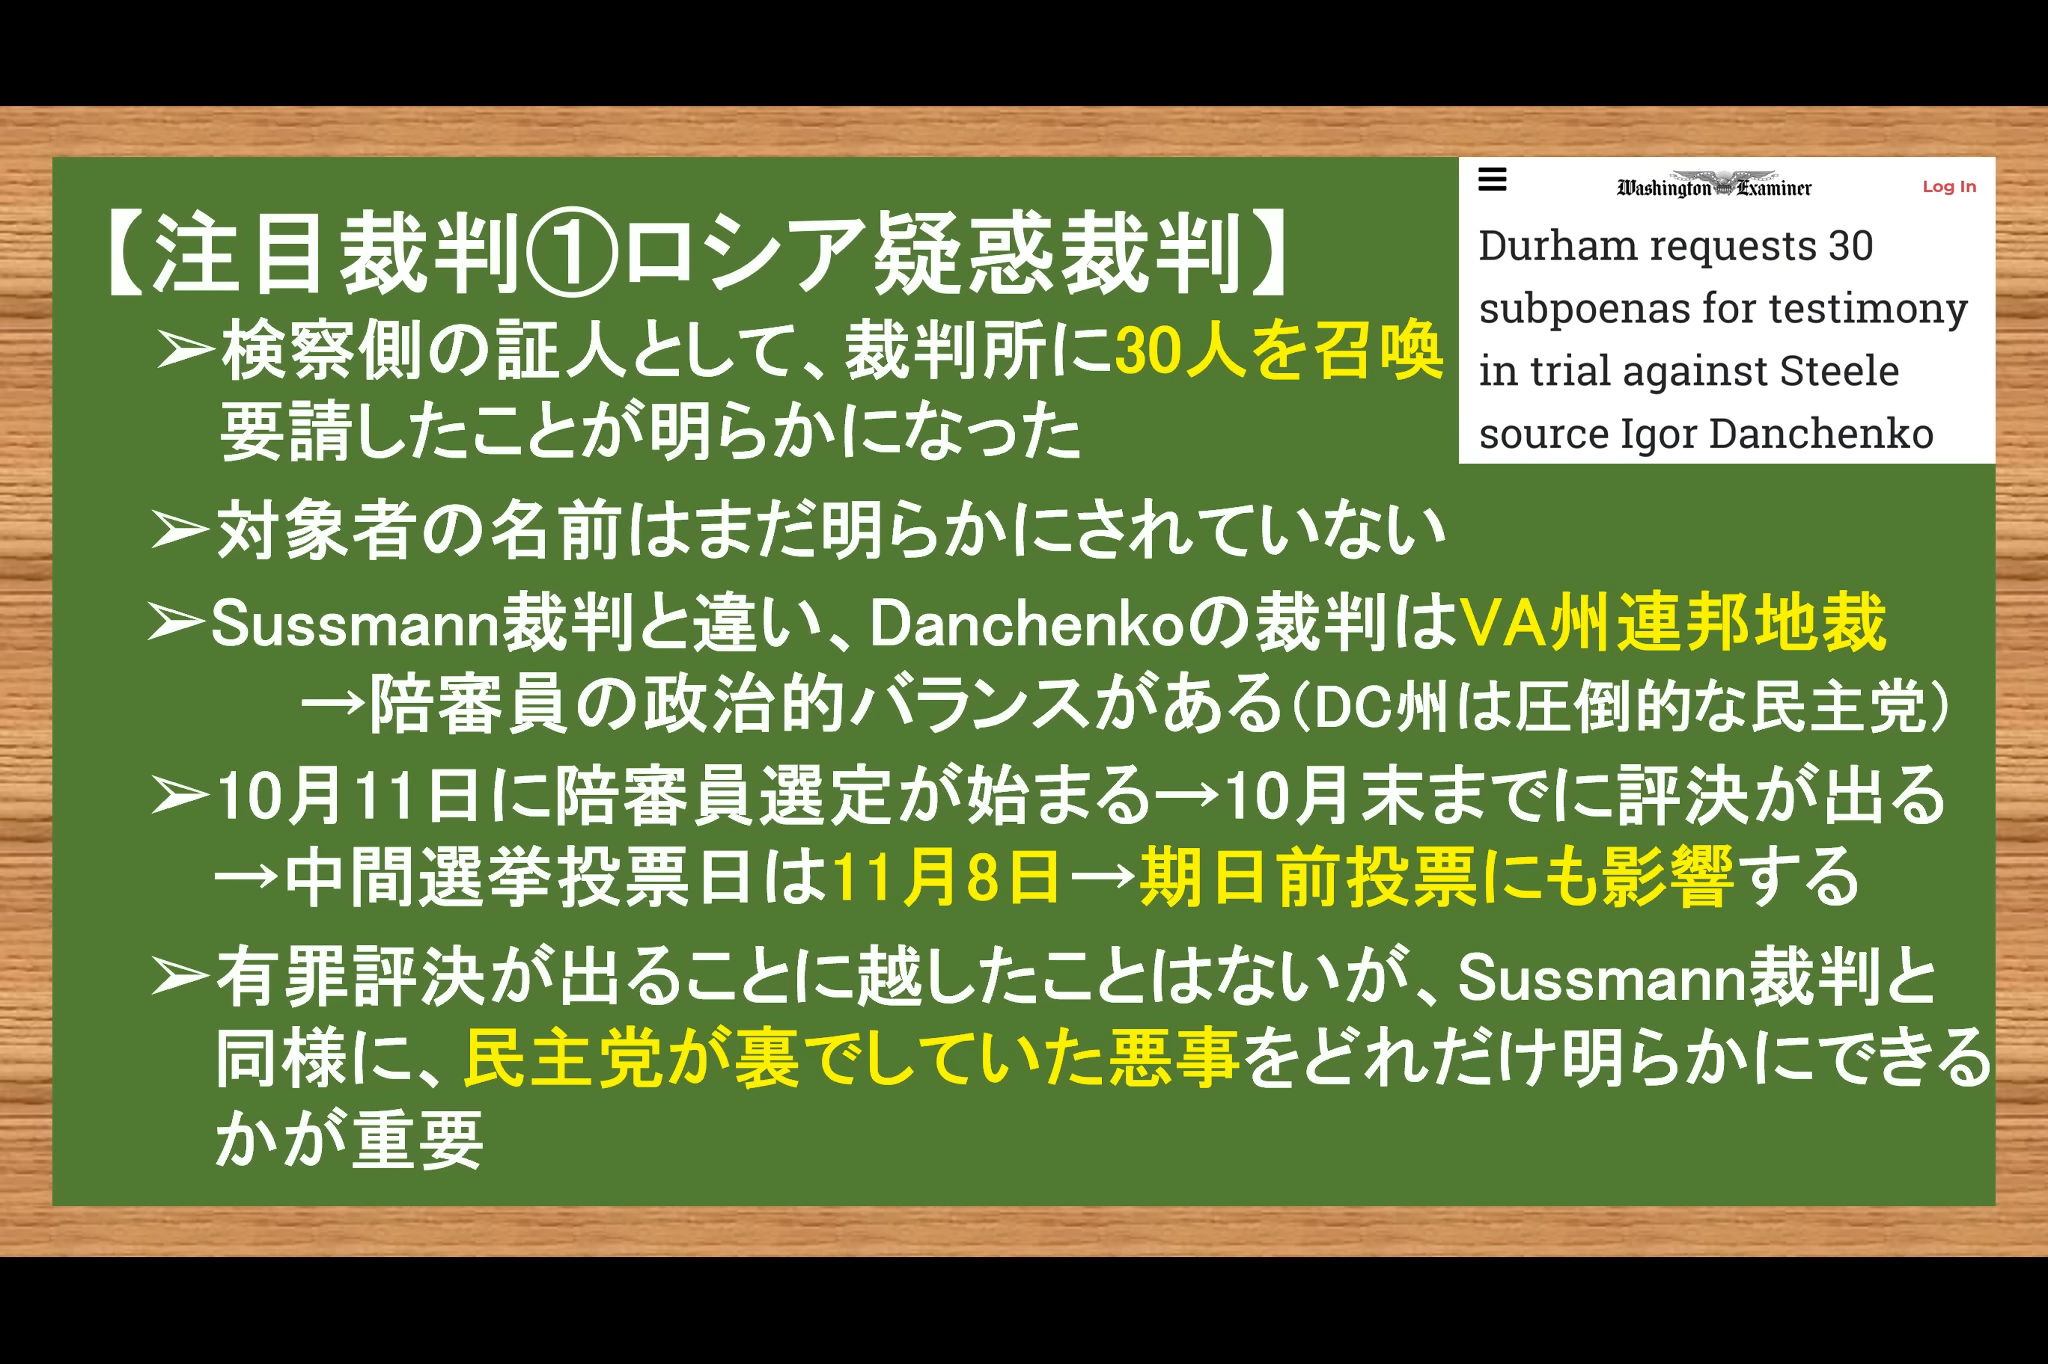 【注目裁判①ロシア疑惑裁判】
➢検察側の証人として、裁判所に30人を召喚
要請したことが明らかになった
➢対象者の名前はまだ明らかにされていない
➢Sussmann裁判と違い、Danchenkoの裁判はVA州連邦地裁
→陪審員の政治的バランスがある（DC州は圧倒的な民主党）
➢10月11日に陪審員選定が始まる→10月末までに評決が出る
→中間選挙投票日は11月8日→期日前投票にも影響する
➢有罪評決が出ることに越したことはないが、Sussmann裁判と
同様に、民主党が裏でしていた悪事をどれだけ明らかにできる
かが重要
Washington Examiner
Log In
Durham requests 30
subpoenas for testimony
in trial against Steele
source Igor Danchenko